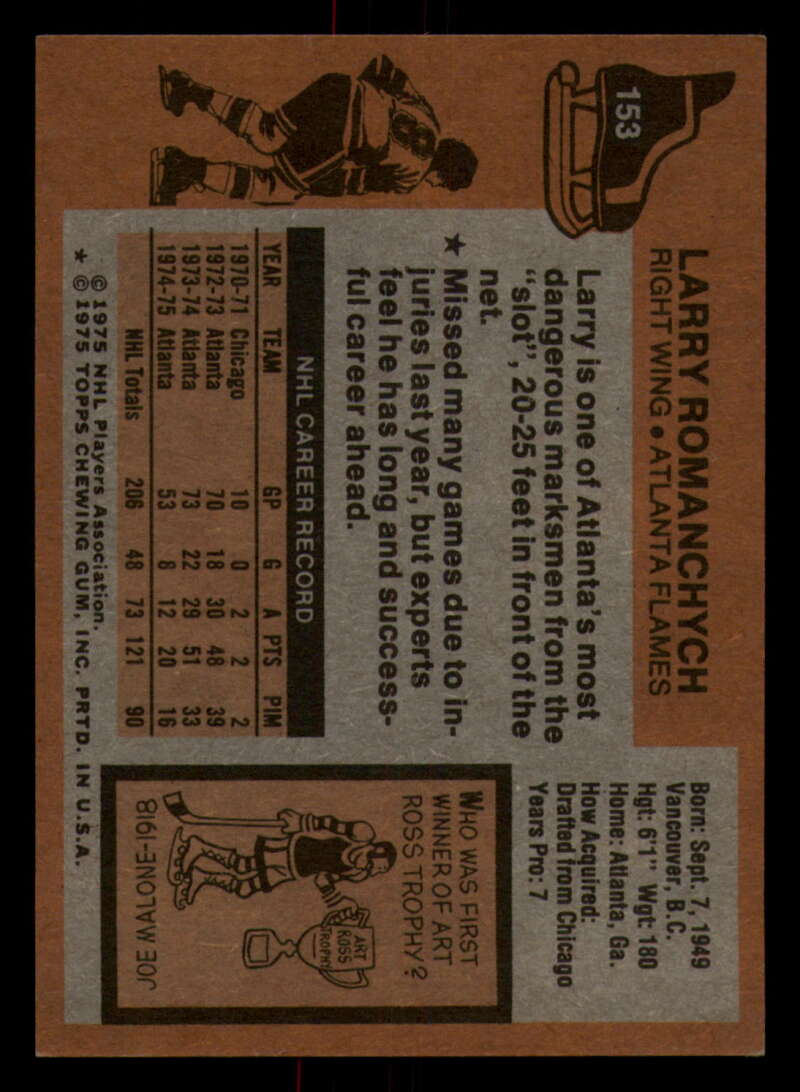 153
LARRY ROMANCHYCH
RIGHT WING • ATLANTA FLAMES
8
Larry is one of Atlanta's most
dangerous marksmen from the
"slot", 20-25 feet in front of the
net.
★ Missed many games due to in-
juries last year, but experts
feel he has long and success-
ful career ahead.
NHL CAREER RECORD
YEAR TEAM GP G A PTS PIM
1970-71 Chicago 10 0 2 2 2
1972-73 Atlanta 70 18 30 48 39
1973-74 Atlanta 73 22 29 51 33
1974-75 Atlanta 53 8 12 20 16
NHL Totals 206 48 73 121 90
© 1975 NHL Players Association.
★ © 1975 TOPPS CHEWING GUM, INC. PRTD. IN U.S.A.
Born: Sept. 7, 1949
Vancouver, B.C.
Hgt: 6'1" Wgt: 180
Home: Atlanta, Ga.
How Acquired:
Drafted from Chicago
Years Pro: 7
WHO WAS FIRST
WINNER OF ART
ROSS TROPHY?
ART
ROSS
TROPHY
JOE MALONE-1918